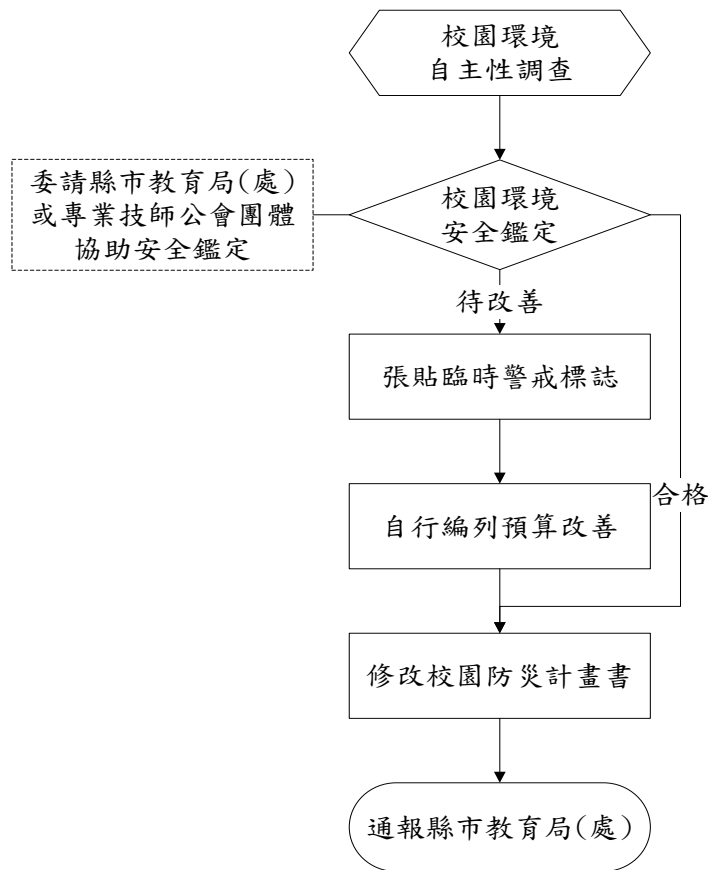 校園環境
自主性調查
委請縣市教育局(處)
或專業技師公會團體
協助安全鑑定
校園環境
安全鑑定
待改善
張貼臨時警戒標誌
合格
自行編列預算改善
修改校園防災計畫書
通報縣市教育局(處)